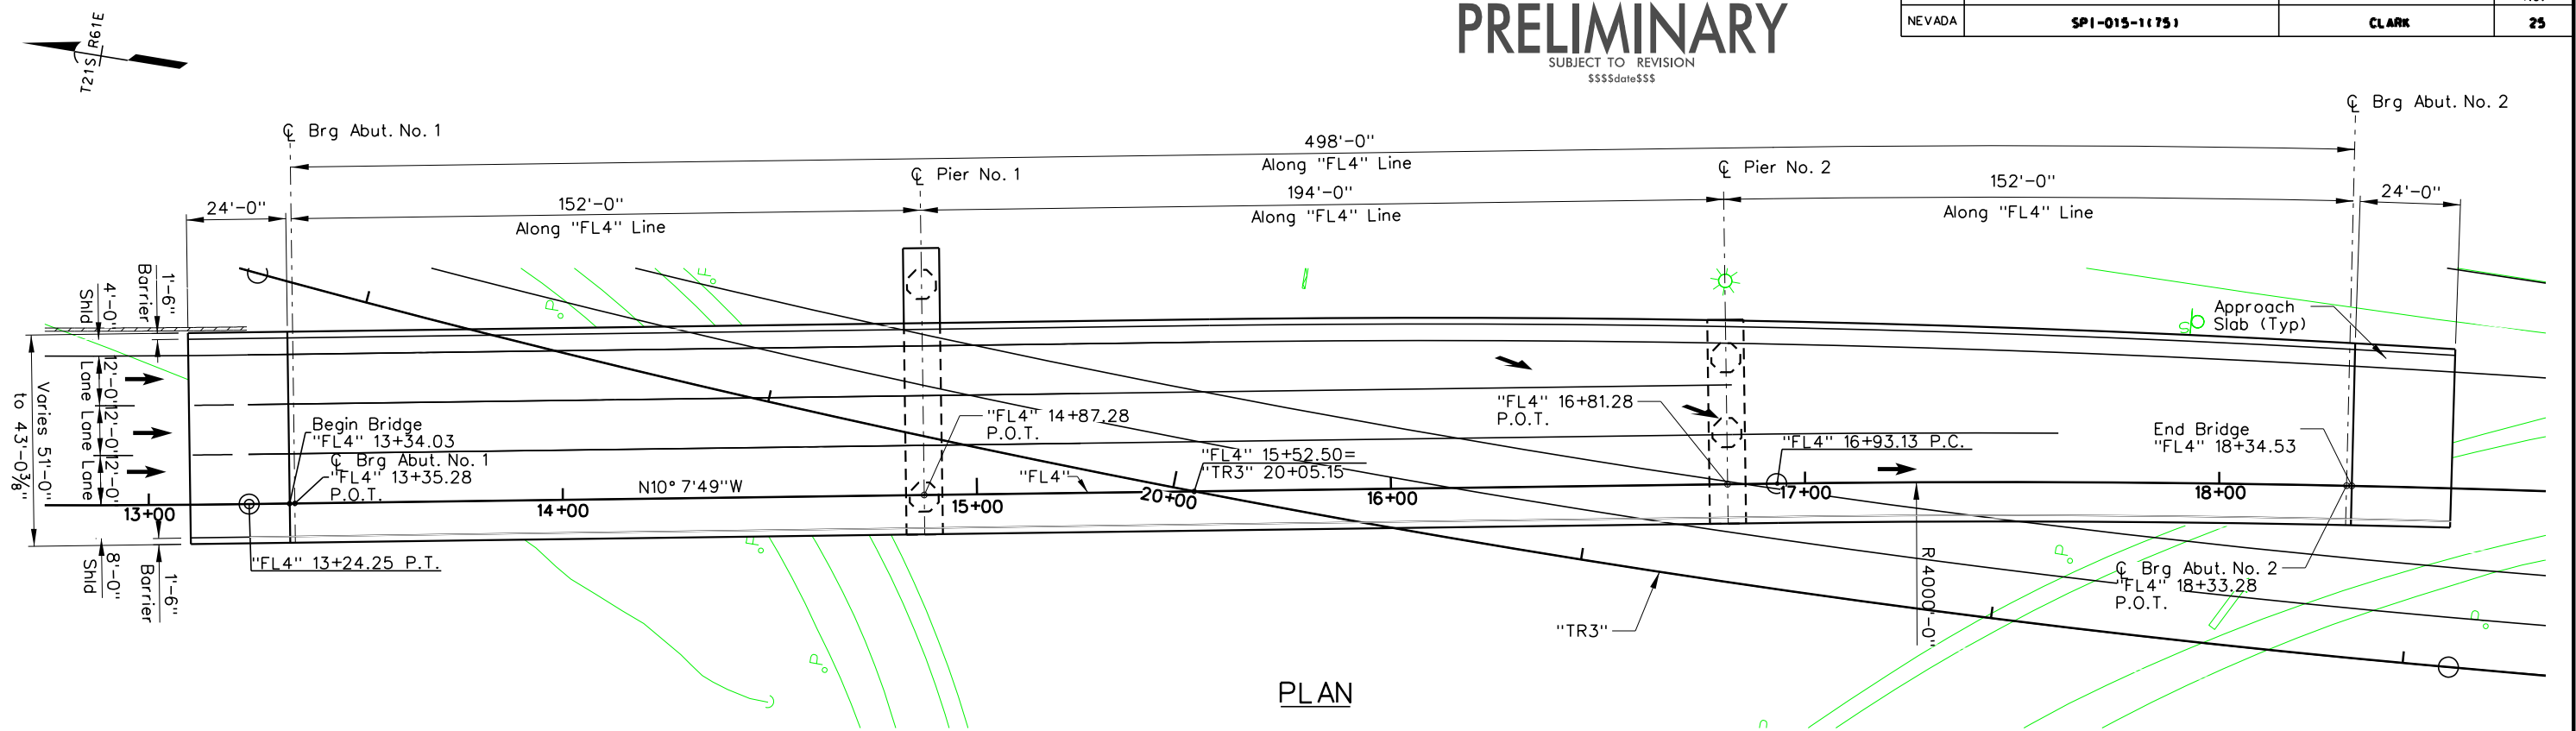 PRELIMINARY
SUBJECT TO REVISION
$$$$date$$$
NEVADA
SPI-015-1(75)
CLARK
25
T21S R61E
℄ Brg Abut. No. 1
℄ Brg Abut. No. 2
498'-0"
Along "FL4" Line
℄ Pier No. 1
℄ Pier No. 2
24'-0"
152'-0"
Along "FL4" Line
194'-0"
Along "FL4" Line
152'-0"
Along "FL4" Line
24'-0"
1'-6"
Barrier
4'-0"
Shld
12'-0"
Lane
12'-0"
Lane
12'-0"
Lane
Varies 51'-0"
to 43'-0⅜"
8'-0"
Shld
1'-6"
Barrier
P.
P.
Approach
Slab (Typ)
Begin Bridge
"FL4" 13+34.03
℄ Brg Abut. No. 1
"FL4" 13+35.28
P.O.T.
"FL4" 14+87.28
P.O.T.
"FL4" 15+52.50=
"TR3" 20+05.15
"FL4" 16+81.28
P.O.T.
"FL4" 16+93.13 P.C.
End Bridge
"FL4" 18+34.53
N10° 7'49"W
"FL4"
13+00
14+00
15+00
20+00
16+00
17+00
18+00
"FL4" 13+24.25 P.T.
P.
P.
P.
℄ Brg Abut. No. 2
"FL4" 18+33.28
P.O.T.
R4000'-0"
"TR3"
PLAN